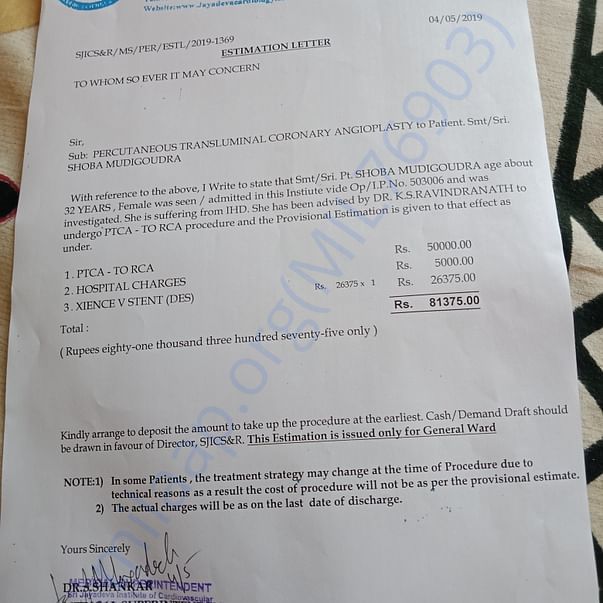 Website:www.Jayadevacardiology
04/05/2019
SJICS&R/MS/PER/ESTL/2019-1369
ESTIMATION LETTER
TO WHOM SO EVER IT MAY CONCERN
Sir,
Sub: PERCUTANEOUS TRANSLUMINAL CORONARY ANGIOPLASTY to Patient. Smt/Sri.
SHOBA MUDIGOUDRA
With reference to the above, I Write to state that Smt/Sri. Pt. SHOBA MUDIGOUDRA age about
32 YEARS , Female was seen / admitted in this Instiute vide Op/I.P.No. 503006 and was
investigated. She is suffering from IHD. She has been advised by DR. K.S.RAVINDRANATH to
undergo PTCA - TO RCA procedure and the Provisional Estimation is given to that effect as
under.
1 . PTCA - TO RCA Rs. 50000.00
2 . HOSPITAL CHARGES Rs. 5000.00
3 . XIENCE V STENT (DES) Rs. 26375 x 1 Rs. 26375.00
Total : Rs. 81375.00
( Rupees eighty-one thousand three hundred seventy-five only )
Kindly arrange to deposit the amount to take up the procedure at the earliest. Cash/Demand Draft should
be drawn in favour of Director, SJICS&R. This Estimation is issued only for General Ward
NOTE:1) In some Patients , the treatment strategy may change at the time of Procedure due to
technical reasons as a result the cost of procedure will not be as per the provisional estimate.
2) The actual charges will be as on the last date of discharge.
Yours Sincerely
DR.S.SHANKAR
Sri Jayadeva Institute of Cardiovascular